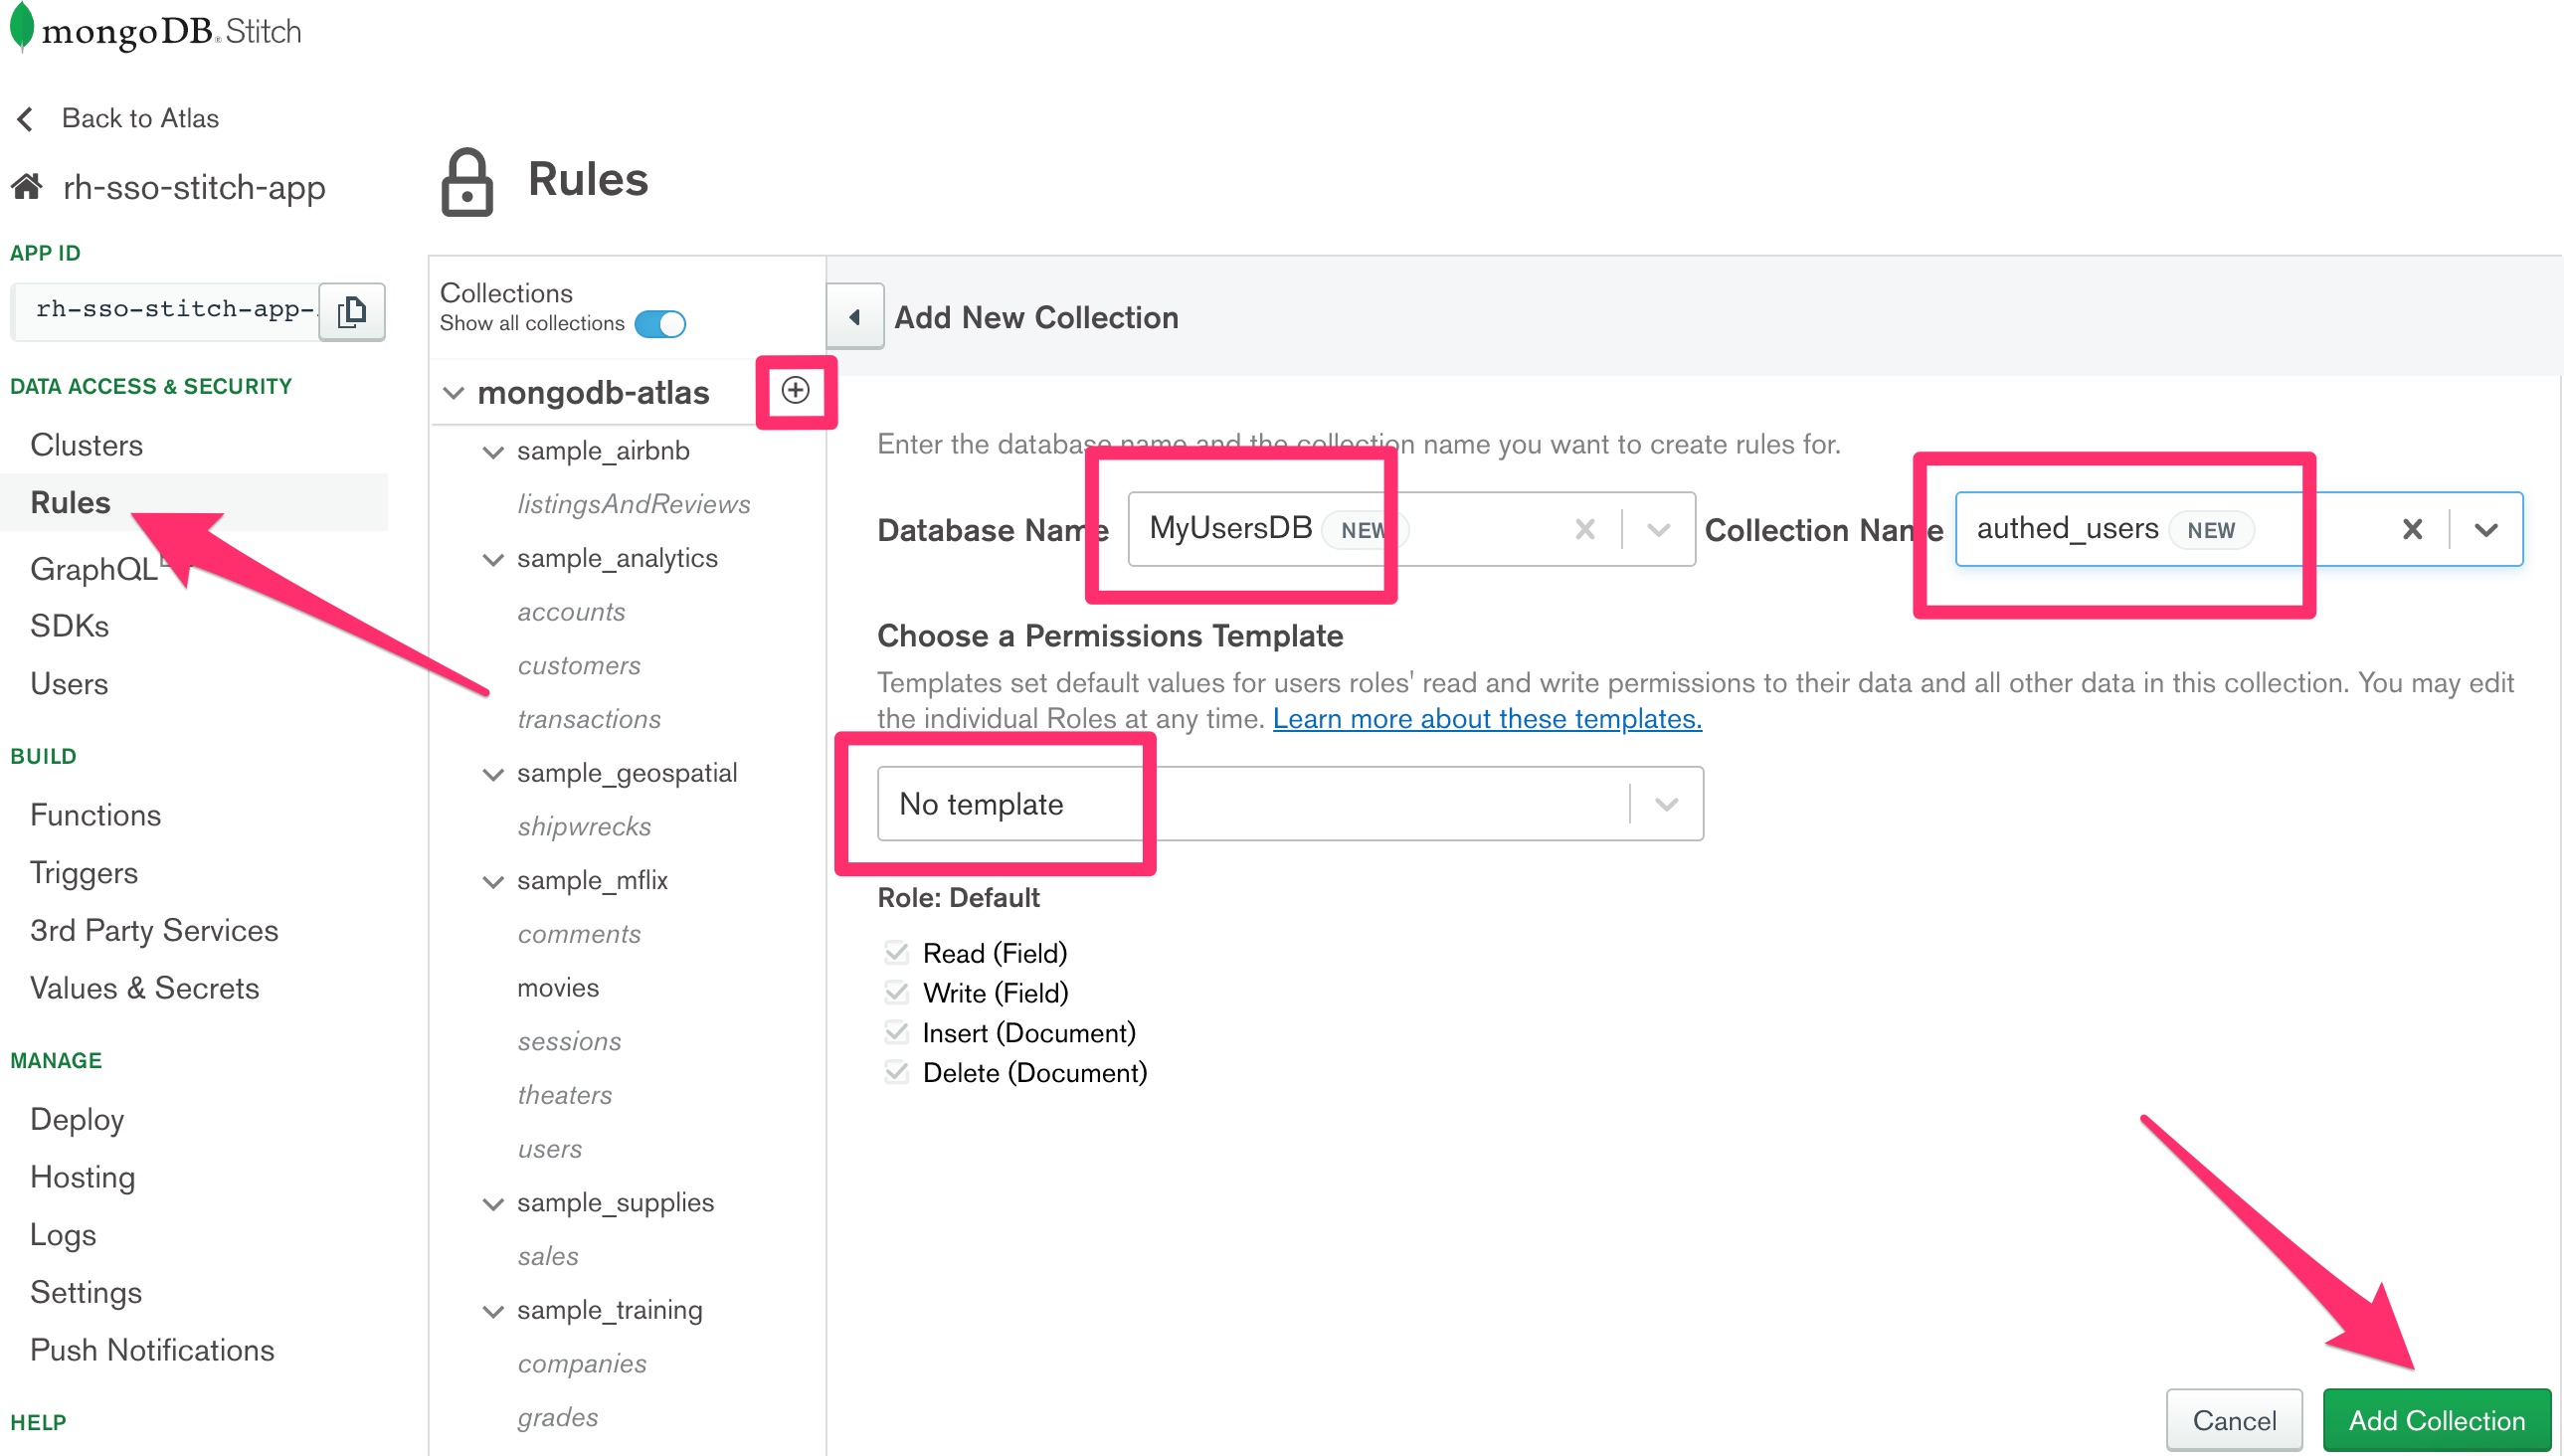 mongoDB® Stitch
Back to Atlas
rh-sso-stitch-app
APP ID
rh-sso-stitch-app-
DATA ACCESS & SECURITY
Clusters
Rules
GraphQL
SDKs
Users
BUILD
Functions
Triggers
3rd Party Services
Values & Secrets
MANAGE
Deploy
Hosting
Logs
Settings
Push Notifications
HELP
Rules
Collections
Show all collections
mongodb-atlas
sample_airbnb
listingsAndReviews
sample_analytics
accounts
customers
transactions
sample_geospatial
shipwrecks
sample_mflix
comments
movies
sessions
theaters
users
sample_supplies
sales
sample_training
companies
grades
Add New Collection
Enter the database name and the collection name you want to create rules for.
Database Name MyUsersDB NEW Collection Name authed_users NEW
Choose a Permissions Template
Templates set default values for users roles' read and write permissions to their data and all other data in this collection. You may edit
the individual Roles at any time. Learn more about these templates.
No template
Role: Default
Read (Field)
Write (Field)
Insert (Document)
Delete (Document)
Cancel Add Collection